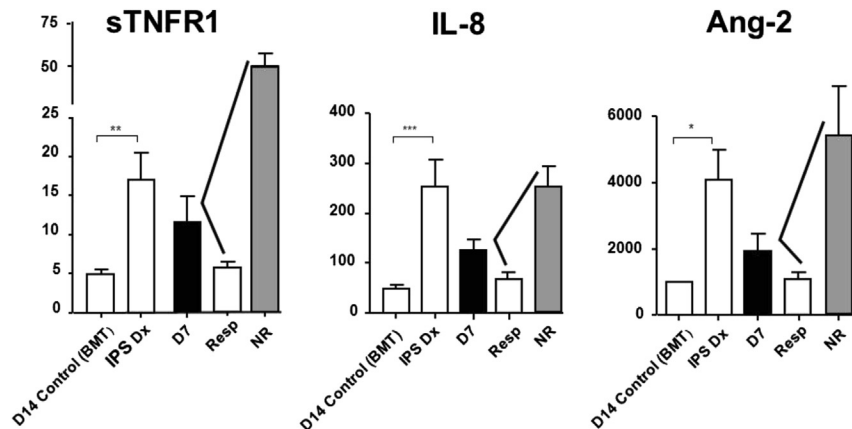 sTNFR1
75
50
25
20
15
10
5
0
**
D14 Control (BMT)
IPS Dx
D7
Resp
NR
IL-8
400
300
200
100
0
***
D14 Control (BMT)
IPS Dx
D7
Resp
NR
Ang-2
6000
4000
2000
0
*
D14 Control (BMT)
IPS Dx
D7
Resp
NR